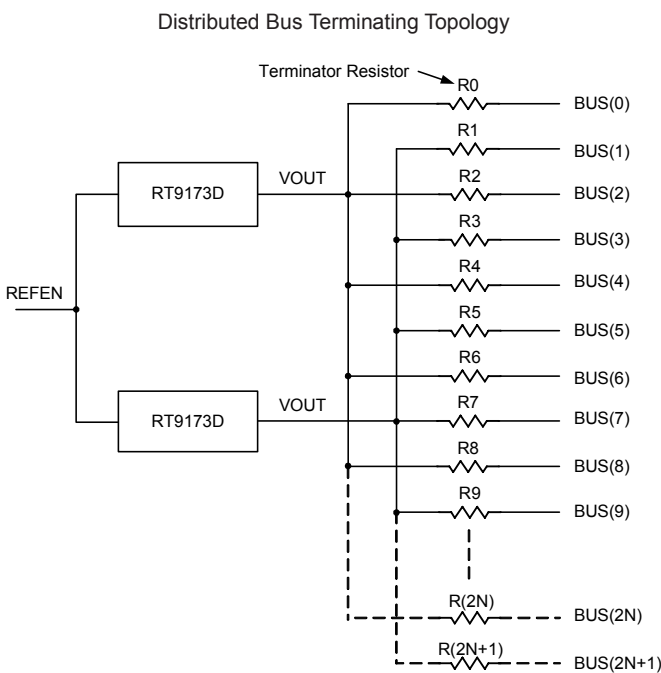 Distributed Bus Terminating Topology
Terminator Resistor
R0
BUS(0)
R1
BUS(1)
RT9173D
VOUT
R2
BUS(2)
R3
BUS(3)
R4
BUS(4)
REFEN
R5
BUS(5)
R6
BUS(6)
RT9173D
VOUT
R7
BUS(7)
R8
BUS(8)
R9
BUS(9)
R(2N)
BUS(2N)
R(2N+1)
BUS(2N+1)